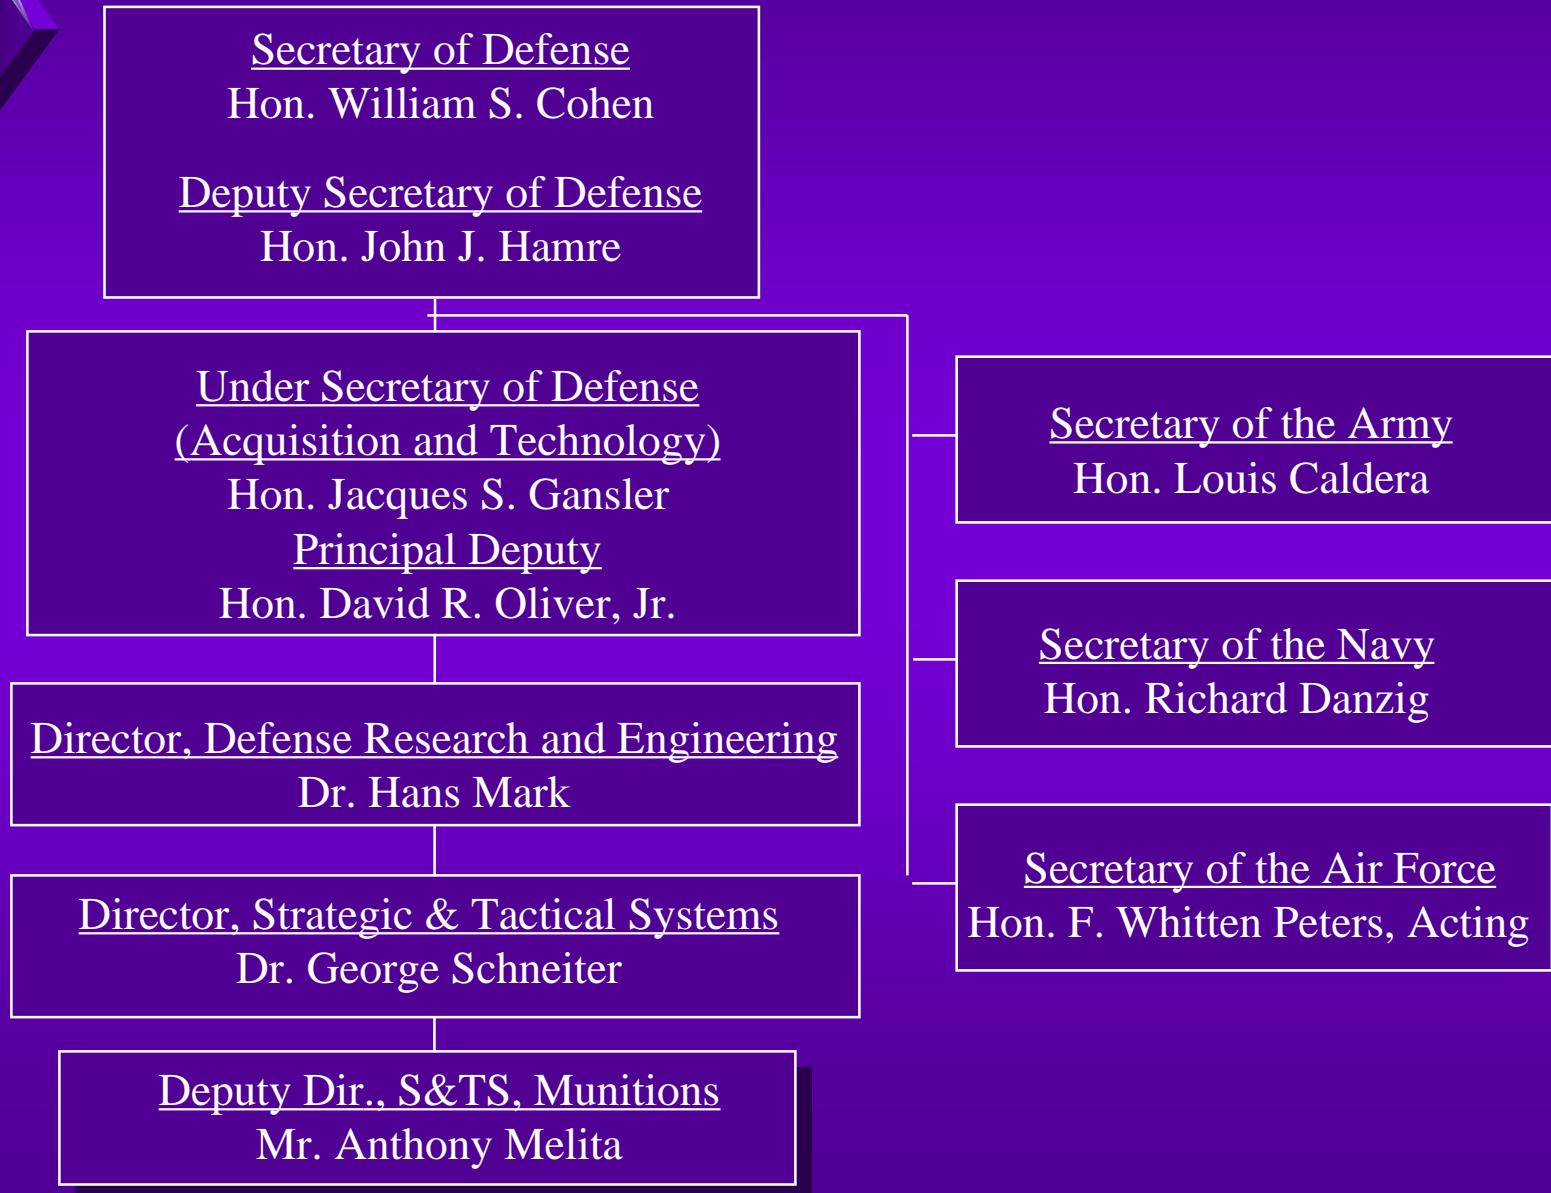 Secretary of Defense
Hon. William S. Cohen
Deputy Secretary of Defense
Hon. John J. Hamre
Under Secretary of Defense
(Acquisition and Technology)
Hon. Jacques S. Gansler
Principal Deputy
Hon. David R. Oliver, Jr.
Director, Defense Research and Engineering
Dr. Hans Mark
Director, Strategic & Tactical Systems
Dr. George Schneiter
Deputy Dir., S&TS, Munitions
Mr. Anthony Melita
Secretary of the Army
Hon. Louis Caldera
Secretary of the Navy
Hon. Richard Danzig
Secretary of the Air Force
Hon. F. Whitten Peters, Acting